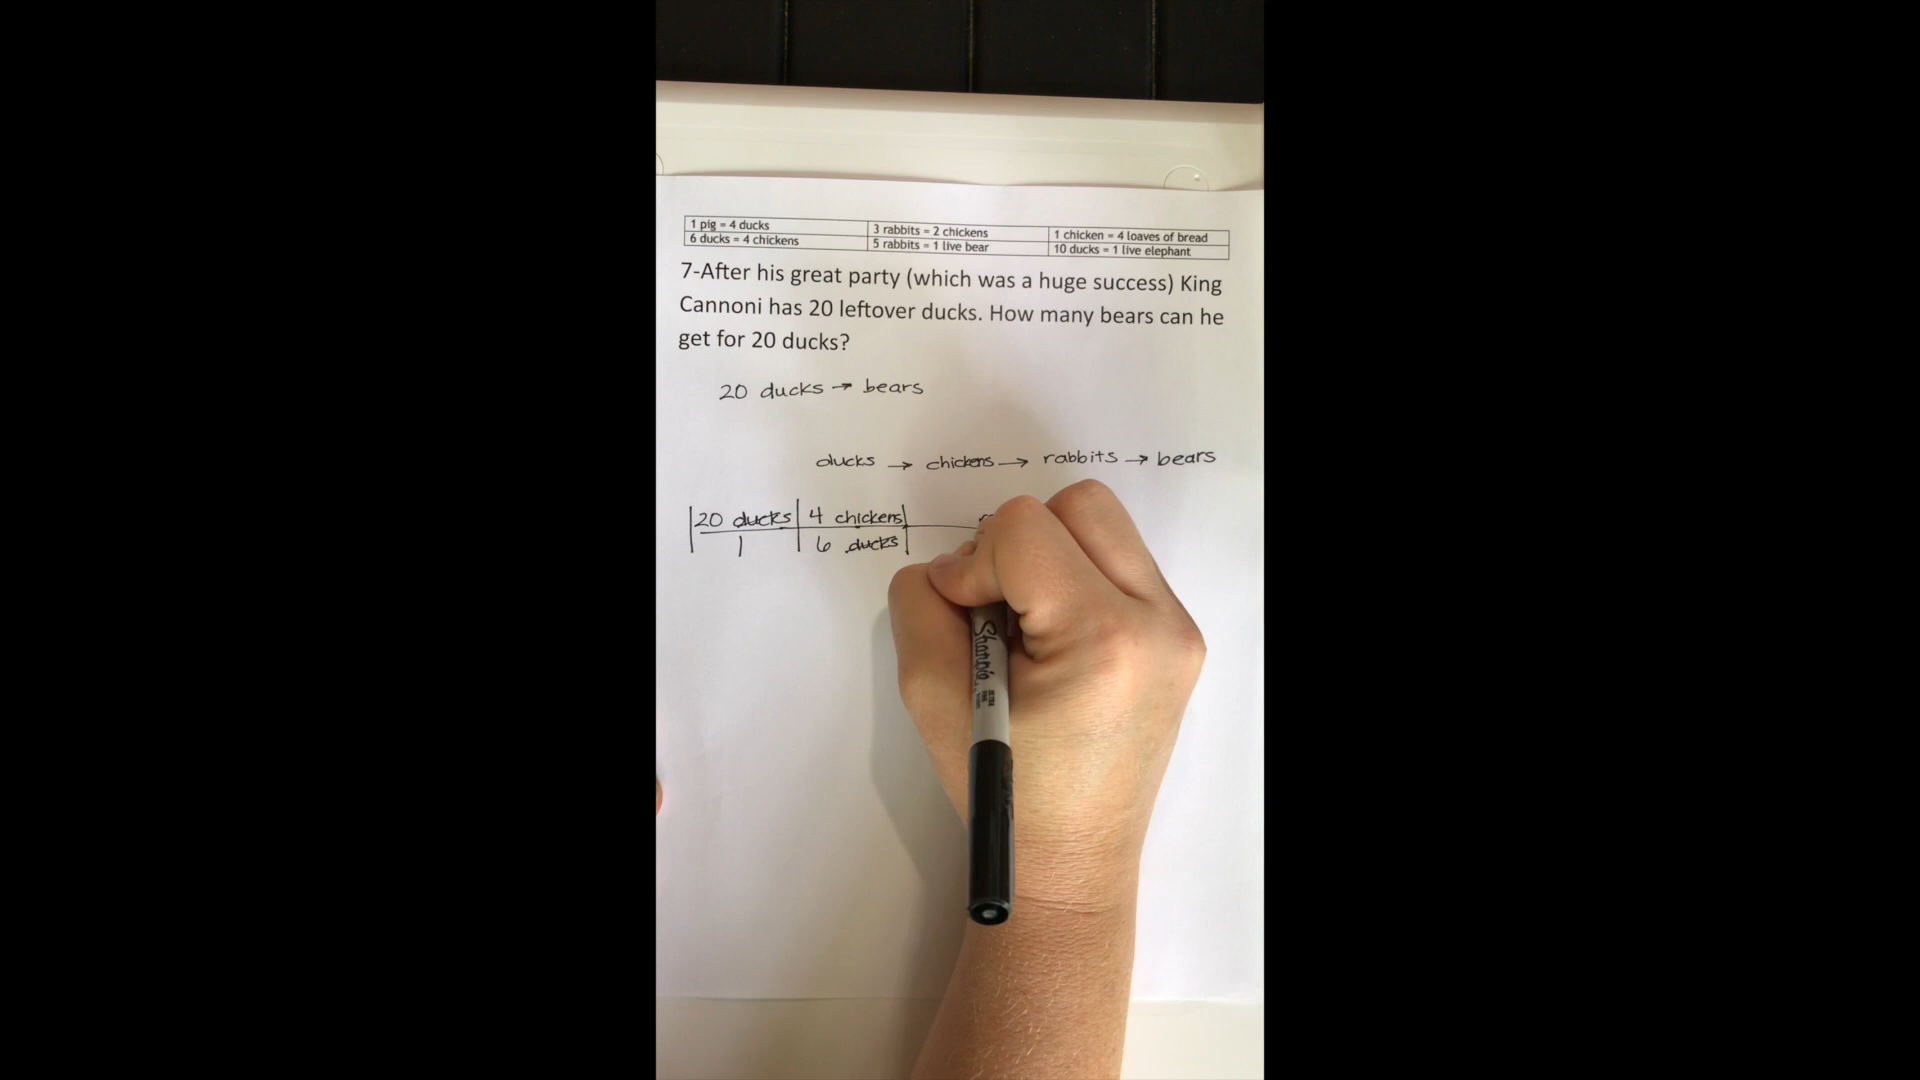 1 pig = 4 ducks 3 rabbits = 2 chickens 1 chicken = 4 loaves of bread
6 ducks = 4 chickens 5 rabbits = 1 live bear 10 ducks = 1 live elephant
7-After his great party (which was a huge success) King
Cannoni has 20 leftover ducks. How many bears can he
get for 20 ducks?
20 ducks → bears
ducks → chickens → rabbits → bears
20 ducks 4 chickens
1 6 ducks
Sharpie